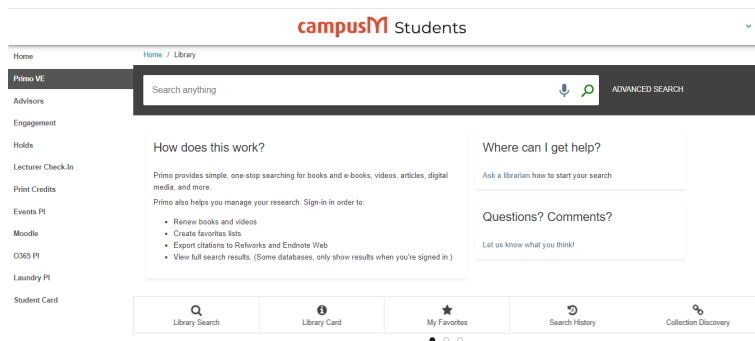 campusM Students
Home
Primo VE
Advisors
Engagement
Holds
Lecturer Check-In
Print Credits
Events PI
Moodle
O365 PI
Laundry PI
Student Card
Home / Library
Search anything
ADVANCED SEARCH
How does this work?
Primo provides simple, one-stop searching for books and e-books, videos, articles, digital
media, and more.
Primo also helps you manage your research. Sign-in in order to:
• Renew books and videos
• Create favorites lists
• Export citations to Refworks and Endnote Web
• View full search results. (Some databases, only show results when you're signed in.)
Where can I get help?
Ask a librarian how to start your search
Questions? Comments?
Let us know what you think!
Library Search
Library Card
My Favorites
Search History
Collection Discovery